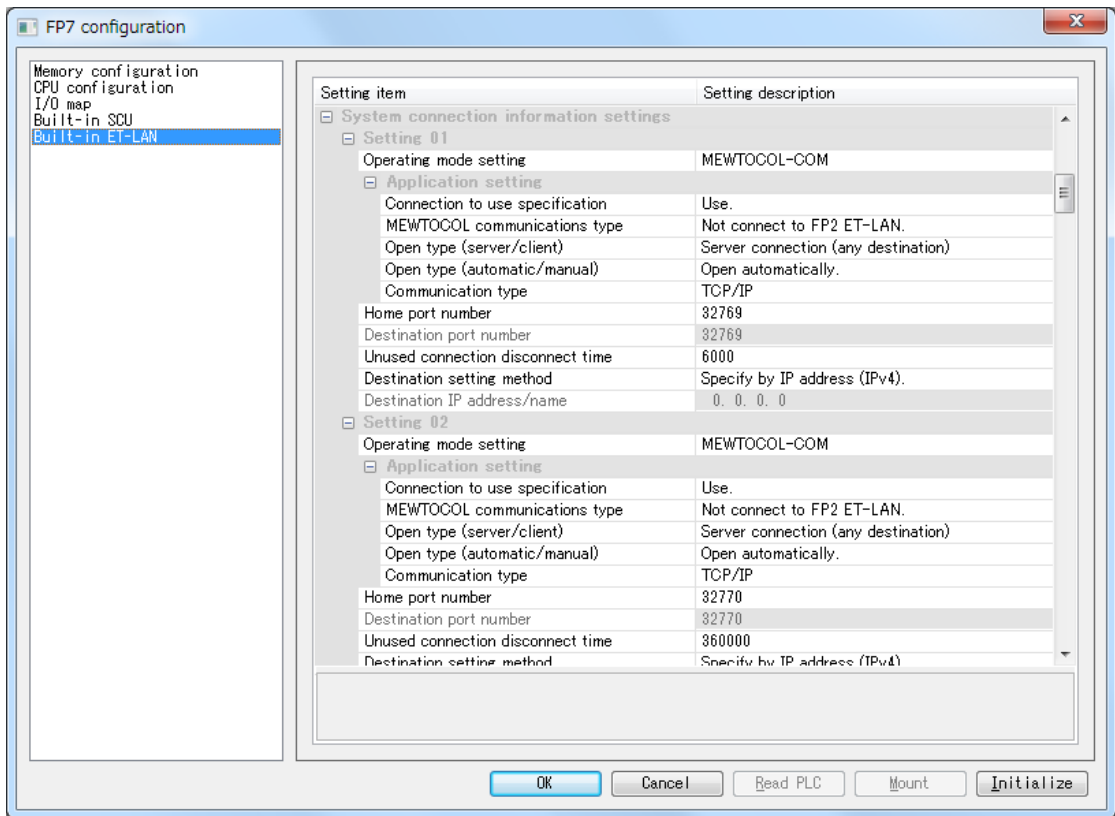 FP7 configuration
Memory configuration
CPU configuration
I/O map
Built-in SCU
Built-in ET-LAN
Setting item Setting description
System connection information settings
Setting 01
Operating mode setting MEWTOCOL-COM
Application setting
Connection to use specification Use.
MEWTOCOL communications type Not connect to FP2 ET-LAN.
Open type (server/client) Server connection (any destination)
Open type (automatic/manual) Open automatically.
Communication type TCP/IP
Home port number 32769
Destination port number 32769
Unused connection disconnect time 6000
Destination setting method Specify by IP address (IPv4).
Destination IP address/name 0. 0. 0. 0
Setting 02
Operating mode setting MEWTOCOL-COM
Application setting
Connection to use specification Use.
MEWTOCOL communications type Not connect to FP2 ET-LAN.
Open type (server/client) Server connection (any destination)
Open type (automatic/manual) Open automatically.
Communication type TCP/IP
Home port number 32770
Destination port number 32770
Unused connection disconnect time 360000
Destination setting method Specify by IP address (IPv4)
OK Cancel Read PLC Mount Initialize